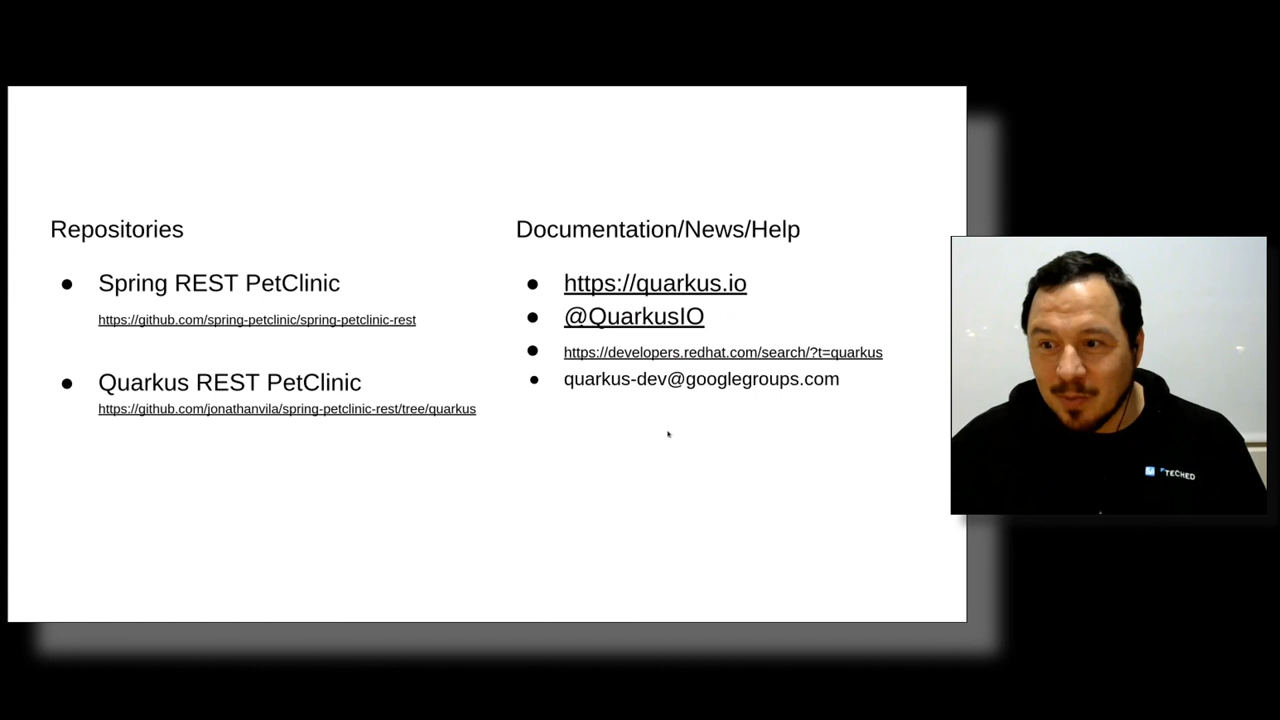 Repositories
● Spring REST PetClinic
https://github.com/spring-petclinic/spring-petclinic-rest
● Quarkus REST PetClinic
https://github.com/jonathanvila/spring-petclinic-rest/tree/quarkus
Documentation/News/Help
● https://quarkus.io
● @QuarkusIO
● https://developers.redhat.com/search/?t=quarkus
● quarkus-dev@googlegroups.com
TECHED